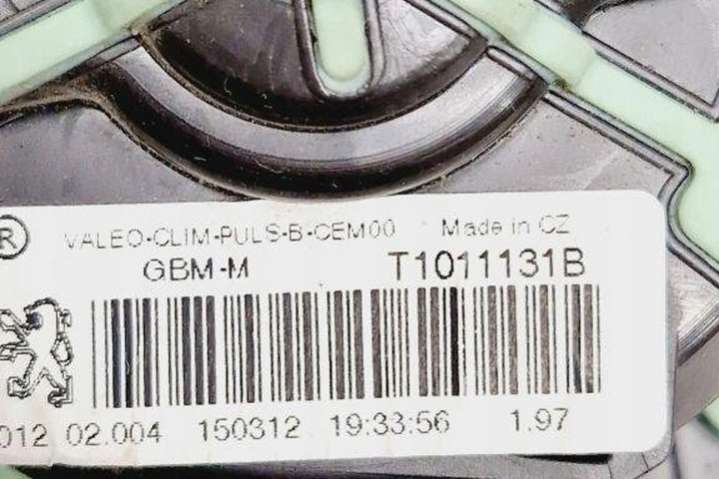 ® VALEO-CLIM-PULS-B-CEM00 Made in CZ
GBM-M T1011131B
012 02.004 150312 19:33:56 1.97